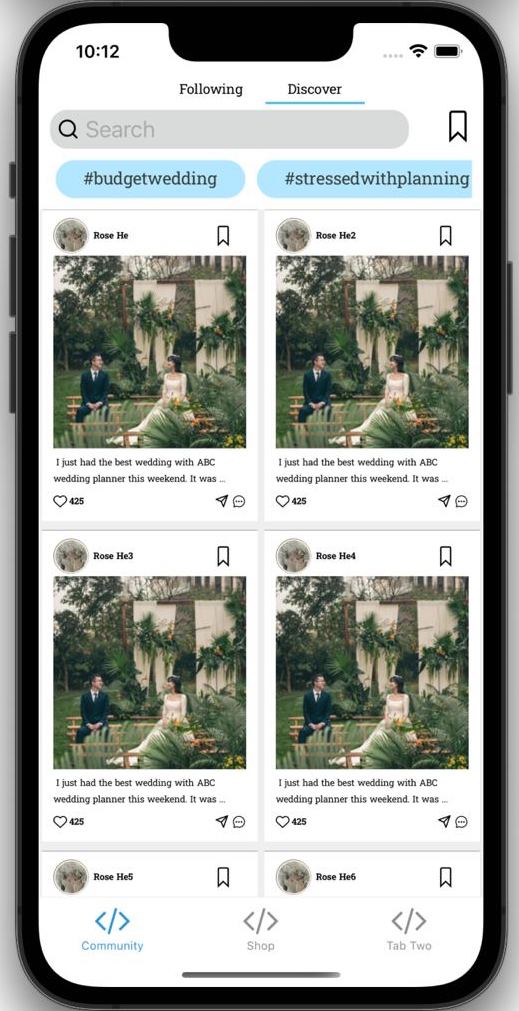 10:12
Following Discover
Search
#budgetwedding #stressedwithplanning
Rose He
Rose He2
I just had the best wedding with ABC
wedding planner this weekend. It was ...
425
I just had the best wedding with ABC
wedding planner this weekend. It was ...
425
Rose He3
Rose He4
I just had the best wedding with ABC
wedding planner this weekend. It was ...
425
I just had the best wedding with ABC
wedding planner this weekend. It was ...
425
Rose He5
Rose He6
Community Shop Tab Two